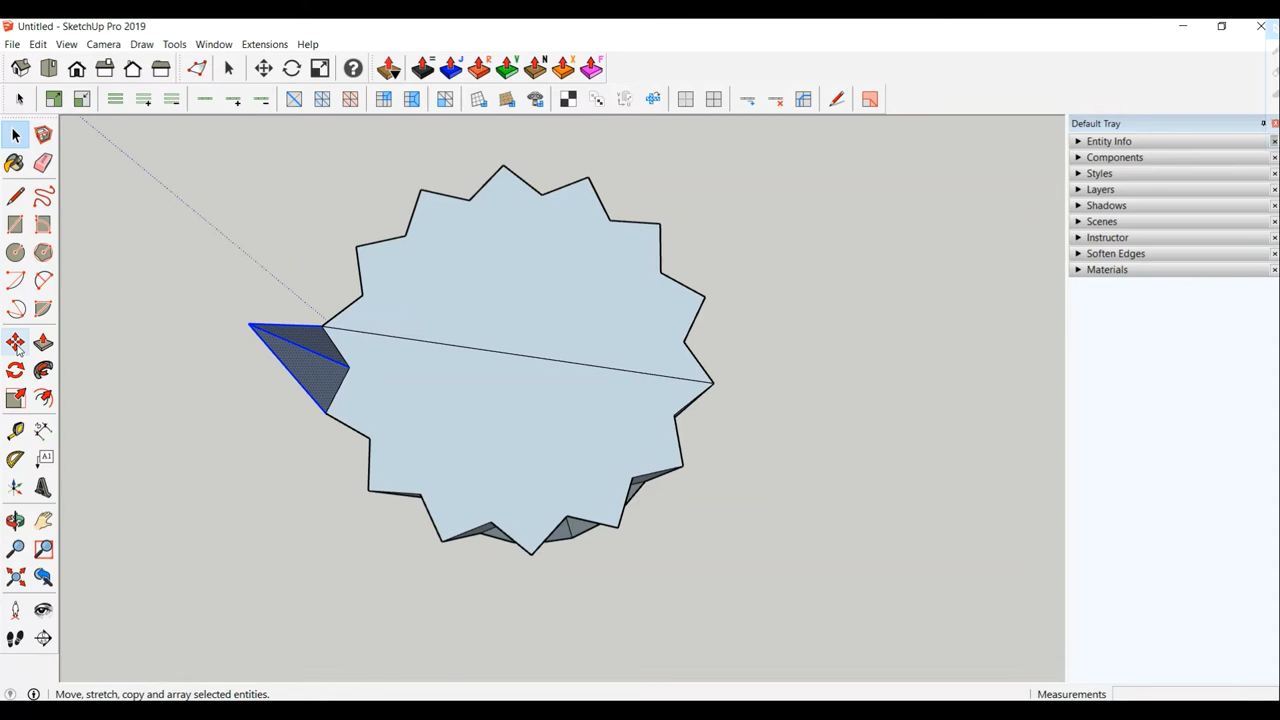 Untitled - SketchUp Pro 2019
File Edit View Camera Draw Tools Window Extensions Help
Default Tray
Entity Info
Components
Styles
Layers
Shadows
Scenes
Instructor
Soften Edges
Materials
Move, stretch, copy and array selected entities.
Measurements